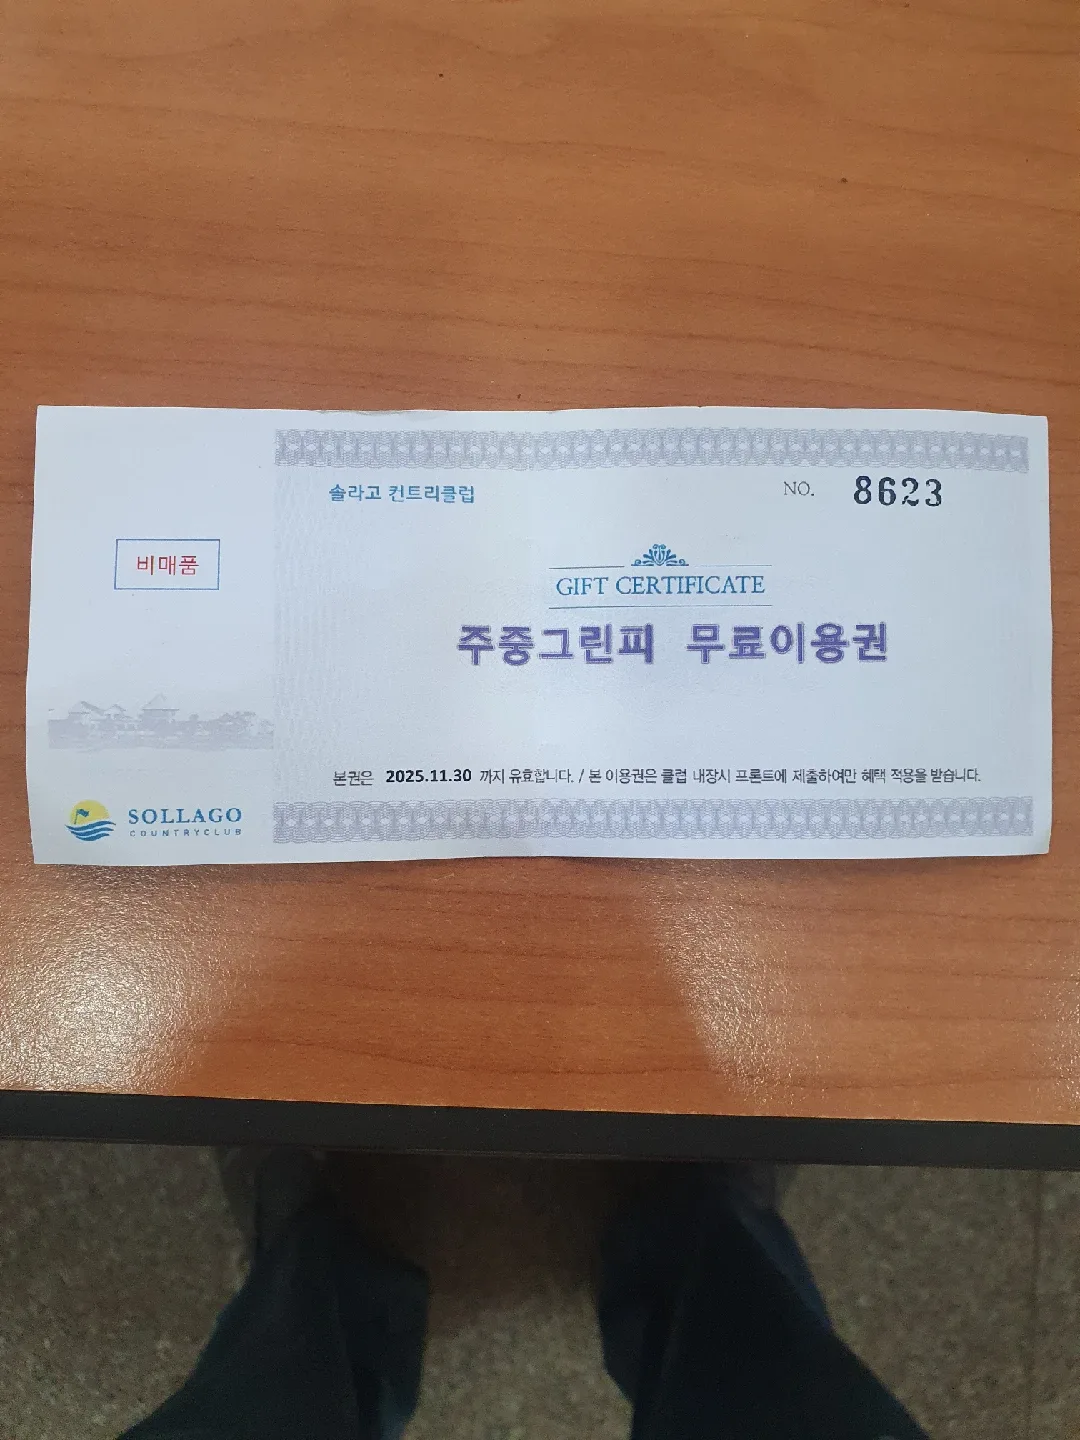 솔라고 컨트리클럽
NO. 8623
비매품
GIFT CERTIFICATE
주중그린피 무료이용권
본권은 2025.11.30 까지 유효합니다. / 본 이용권은 클럽 내장시 프론트에 제출하여만 혜택 적용을 받습니다.
SOLLAGO
COUNTRYCLUB